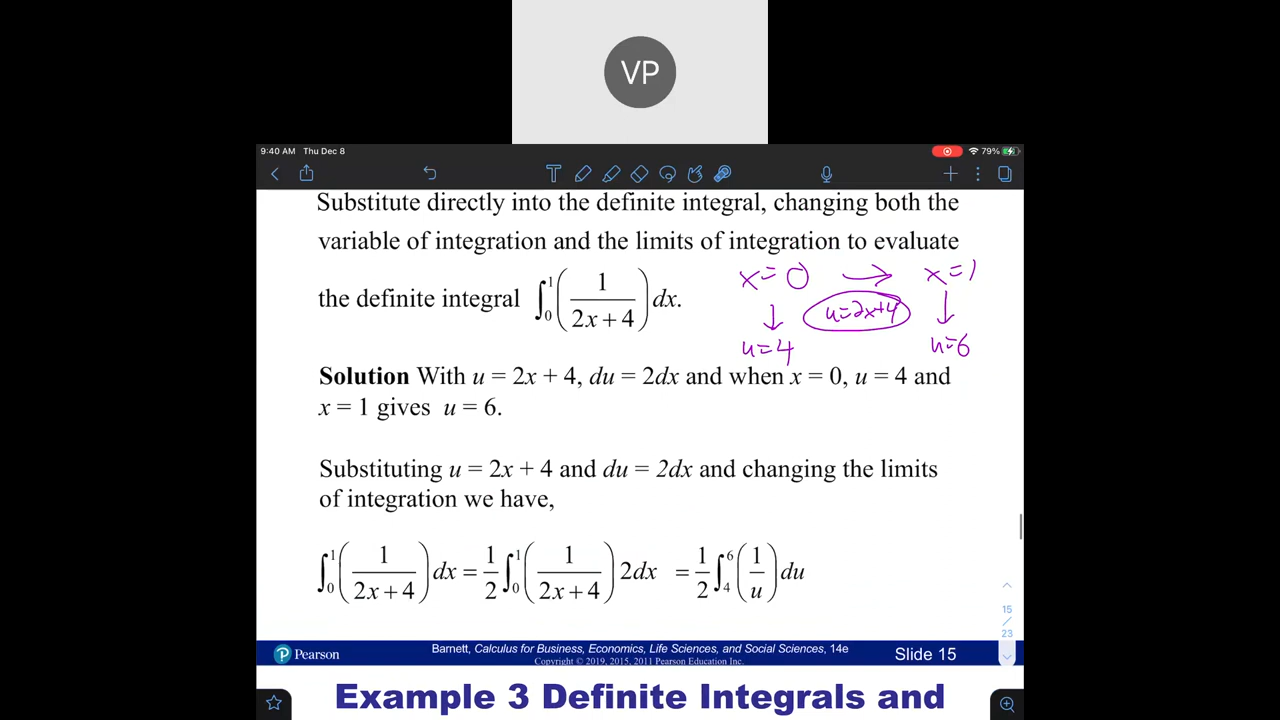 VP
9:40 AM Thu Dec 8
79%
T
Substitute directly into the definite integral, changing both the
variable of integration and the limits of integration to evaluate
the definite integral ∫₀¹ (1/(2x + 4)) dx.
x=0 → x=1
u=2x+4
↓ ↓
u=4 u=6
Solution With u = 2x + 4, du = 2dx and when x = 0, u = 4 and
x = 1 gives u = 6.
Substituting u = 2x + 4 and du = 2dx and changing the limits
of integration we have,
∫₀¹ (1/(2x + 4)) dx = 1/2 ∫₀¹ (1/(2x + 4)) 2dx = 1/2 ∫₄⁶ (1/u) du
15
/
23
Pearson
Barnett, Calculus for Business, Economics, Life Sciences, and Social Sciences, 14e
Copyright © 2019, 2015, 2011 Pearson Education Inc.
Slide 15
Example 3 Definite Integrals and